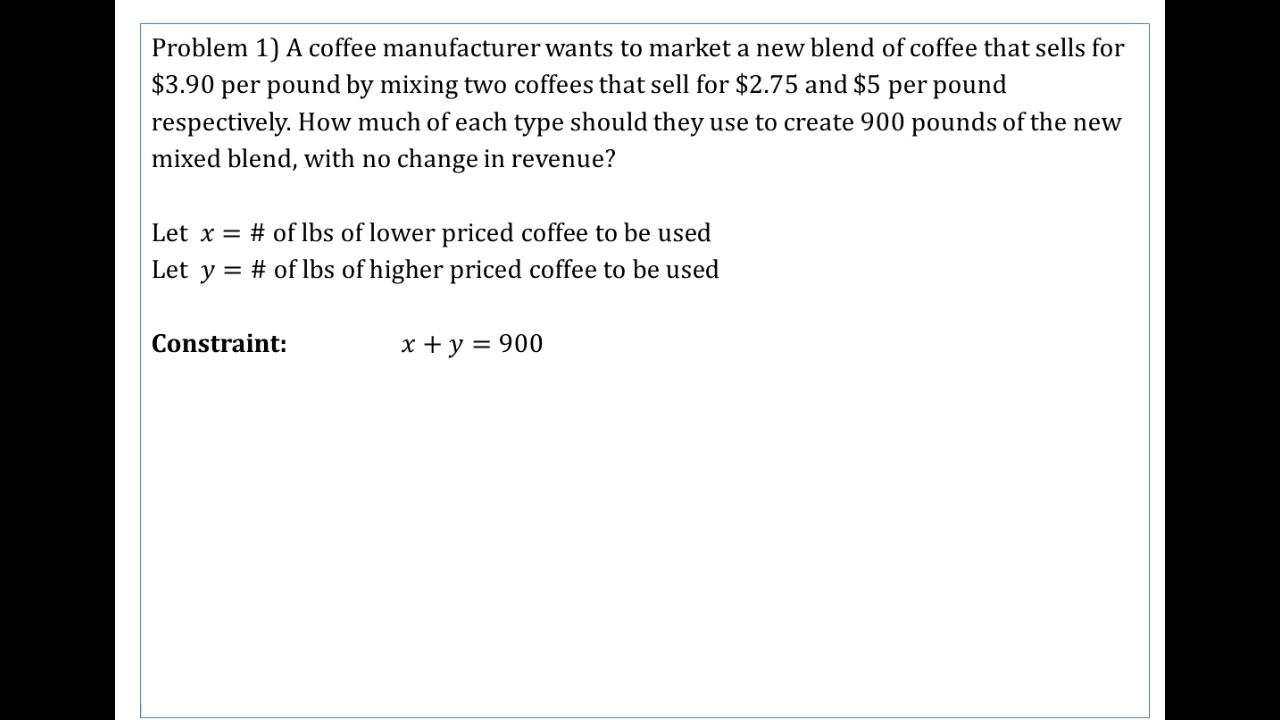 Problem 1) A coffee manufacturer wants to market a new blend of coffee that sells for
$3.90 per pound by mixing two coffees that sell for $2.75 and $5 per pound
respectively. How much of each type should they use to create 900 pounds of the new
mixed blend, with no change in revenue?
Let x = # of lbs of lower priced coffee to be used
Let y = # of lbs of higher priced coffee to be used
Constraint: x + y = 900